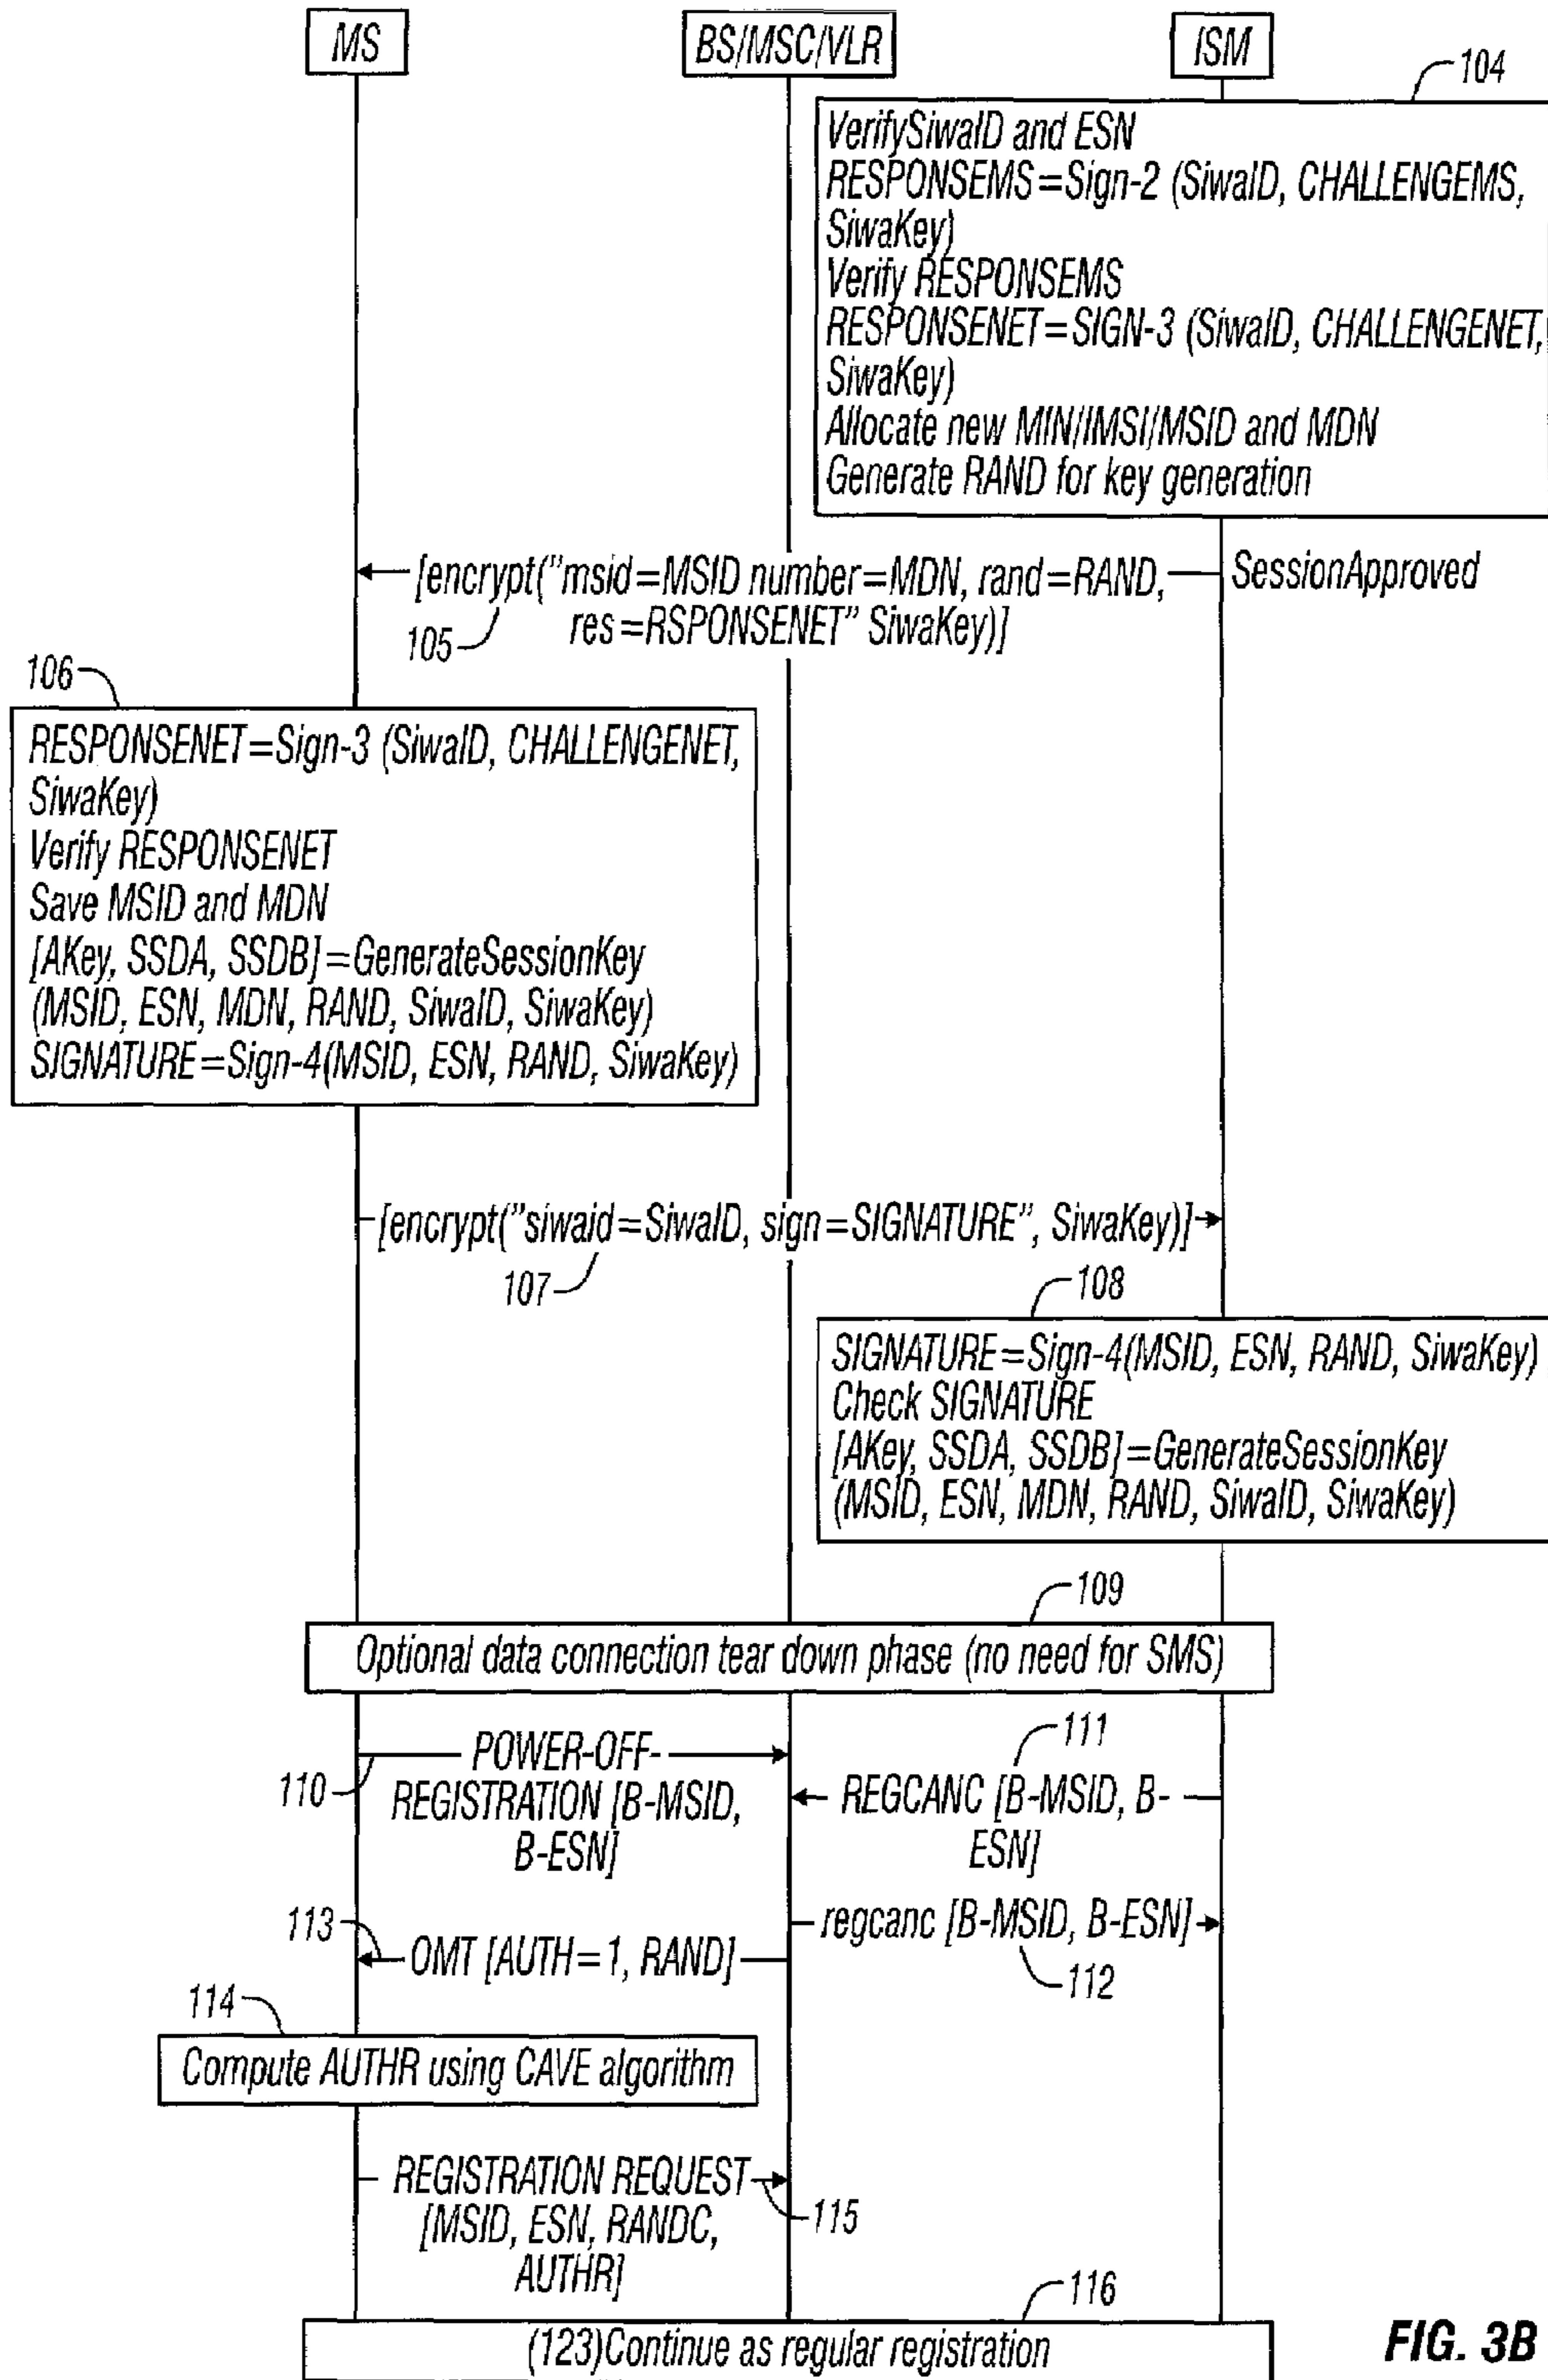 MS
BS/MSC/VLR
ISM
104
VerifySiwaID and ESN
RESPONSEMS=Sign-2 (SiwaID, CHALLENGEMS,
SiwaKey)
Verify RESPONSEMS
RESPONSENET=SIGN-3 (SiwaID, CHALLENGENET,
SiwaKey)
Allocate new MIN/IMSI/MSID and MDN
Generate RAND for key generation
[encrypt("msid=MSID number=MDN, rand=RAND,
res=RSPONSENET" SiwaKey)]
SessionApproved
105
106
RESPONSENET=Sign-3 (SiwaID, CHALLENGENET,
SiwaKey)
Verify RESPONSENET
Save MSID and MDN
[AKey, SSDA, SSDB]=GenerateSessionKey
(MSID, ESN, MDN, RAND, SiwaID, SiwaKey)
SIGNATURE=Sign-4(MSID, ESN, RAND, SiwaKey)
[encrypt("siwaid=SiwaID, sign=SIGNATURE", SiwaKey)]
107
108
SIGNATURE=Sign-4(MSID, ESN, RAND, SiwaKey)
Check SIGNATURE
[AKey, SSDA, SSDB]=GenerateSessionKey
(MSID, ESN, MDN, RAND, SiwaID, SiwaKey)
109
Optional data connection tear down phase (no need for SMS)
110
POWER-OFF-
REGISTRATION [B-MSID,
B-ESN]
111
REGCANC [B-MSID, B-
ESN]
regcanc [B-MSID, B-ESN]
112
113
OMT [AUTH=1, RAND]
114
Compute AUTHR using CAVE algorithm
REGISTRATION REQUEST
[MSID, ESN, RANDC,
AUTHR]
115
116
(123)Continue as regular registration
FIG. 3B